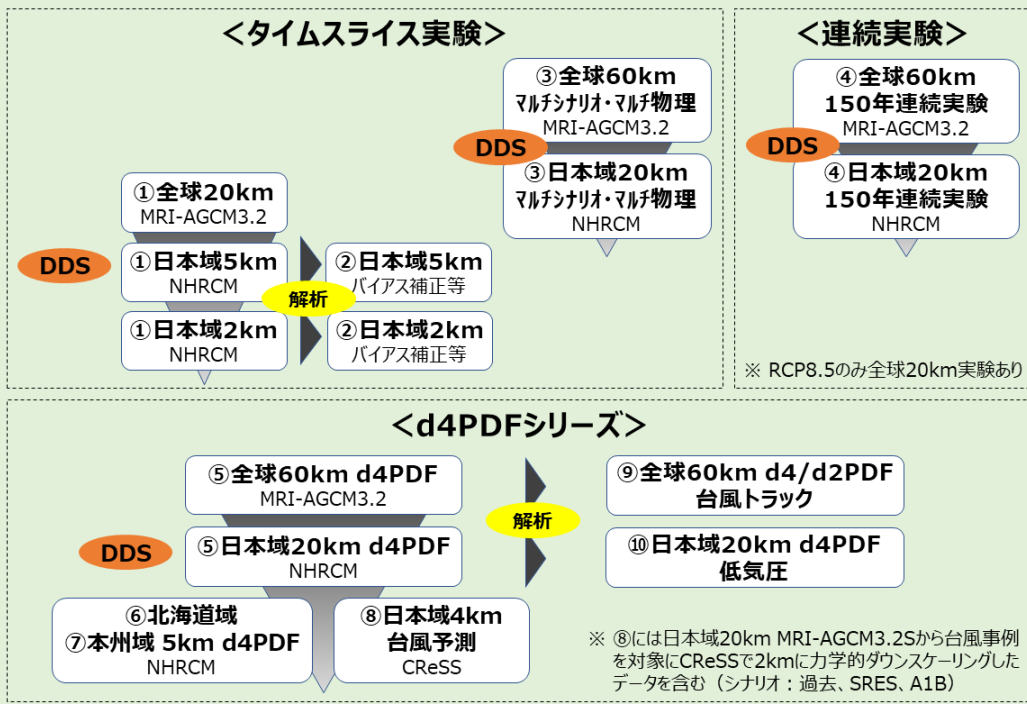 ＜タイムスライス実験＞
①全球20km
MRI-AGCM3.2
DDS
①日本域5km
NHRCM
①日本域2km
NHRCM
解析
②日本域5km
バイアス補正等
②日本域2km
バイアス補正等
③全球60km
ﾏﾙﾁｼﾅﾘｵ・ﾏﾙﾁ物理
MRI-AGCM3.2
DDS
③日本域20km
ﾏﾙﾁｼﾅﾘｵ・ﾏﾙﾁ物理
NHRCM
＜連続実験＞
④全球60km
150年連続実験
MRI-AGCM3.2
DDS
④日本域20km
150年連続実験
NHRCM
※ RCP8.5のみ全球20km実験あり
＜d4PDFシリーズ＞
⑤全球60km d4PDF
MRI-AGCM3.2
DDS
⑤日本域20km d4PDF
NHRCM
⑥北海道域
⑦本州域 5km d4PDF
NHRCM
⑧日本域4km
台風予測
CReSS
解析
⑨全球60km d4/d2PDF
台風トラック
⑩日本域20km d4PDF
低気圧
※ ⑧には日本域20km MRI-AGCM3.2Sから台風事例
を対象にCReSSで2kmに力学的ダウンスケーリングした
データを含む（シナリオ：過去、SRES、A1B）